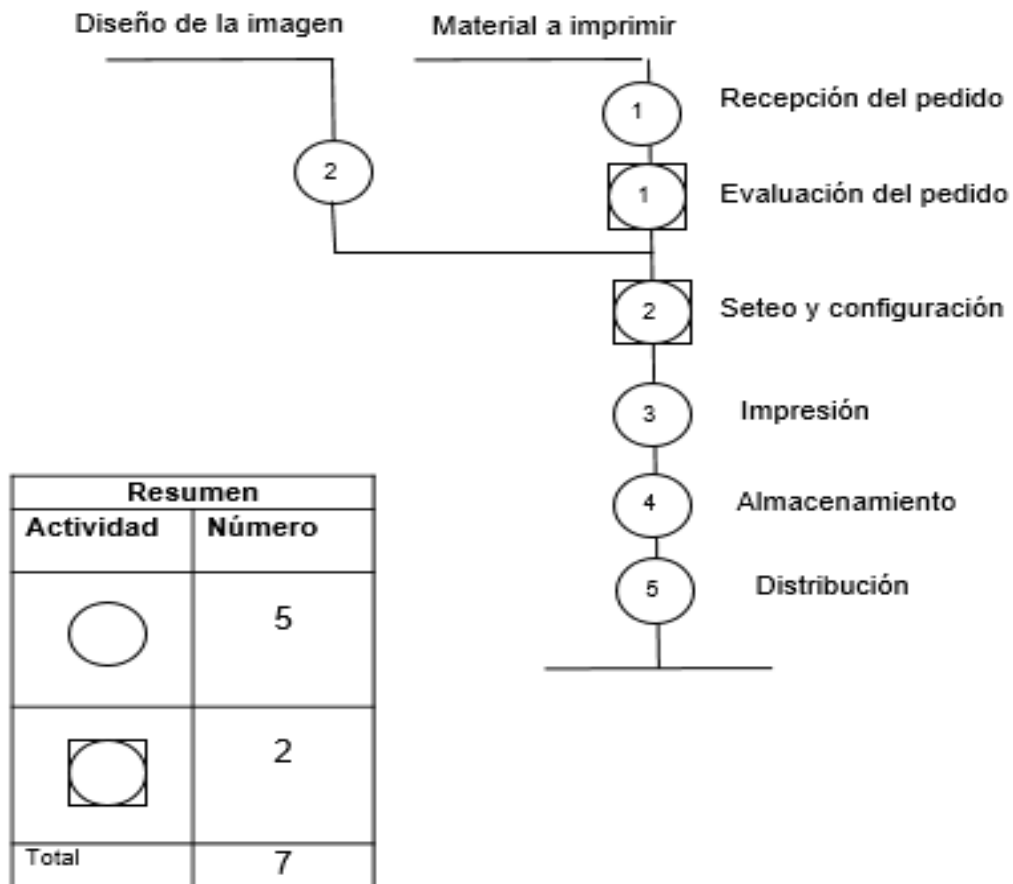 Diseño de la imagen
Material a imprimir
1
Recepción del pedido
2
1
Evaluación del pedido
2
Seteo y configuración
3
Impresión
4
Almacenamiento
5
Distribución
Resumen
Actividad Número
5
2
Total 7